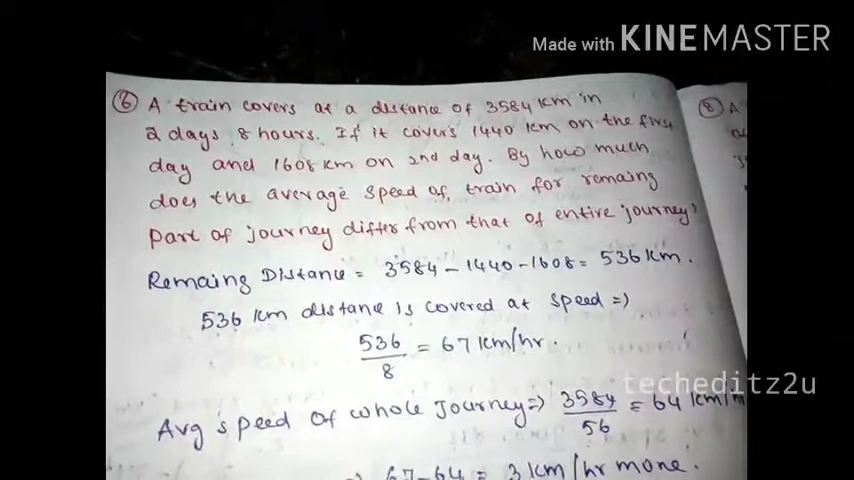 Made with KINEMASTER
6 A train covers at a distance of 3584 km in
2 days 8 hours. If it covers 1440 km on the first
day and 1608 km on 2nd day. By how much
does the average speed of train for remaing
part of journey differ from that of entire journey?
Remaing Distance = 3584 - 1440 - 1608 = 536 km.
536 km distance is covered at speed =>
536/8 = 67 km/hr.
techeditz2u
Avg speed of whole Journey => 3584/56 = 64 km/h
=> 67-64 = 3 km/hr more.
8 A